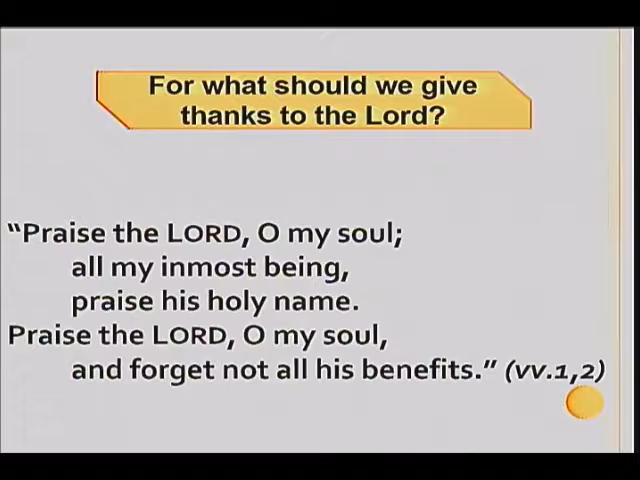 For what should we give
thanks to the Lord?
“Praise the LORD, O my soul;
all my inmost being,
praise his holy name.
Praise the LORD, O my soul,
and forget not all his benefits.” (vv.1,2)